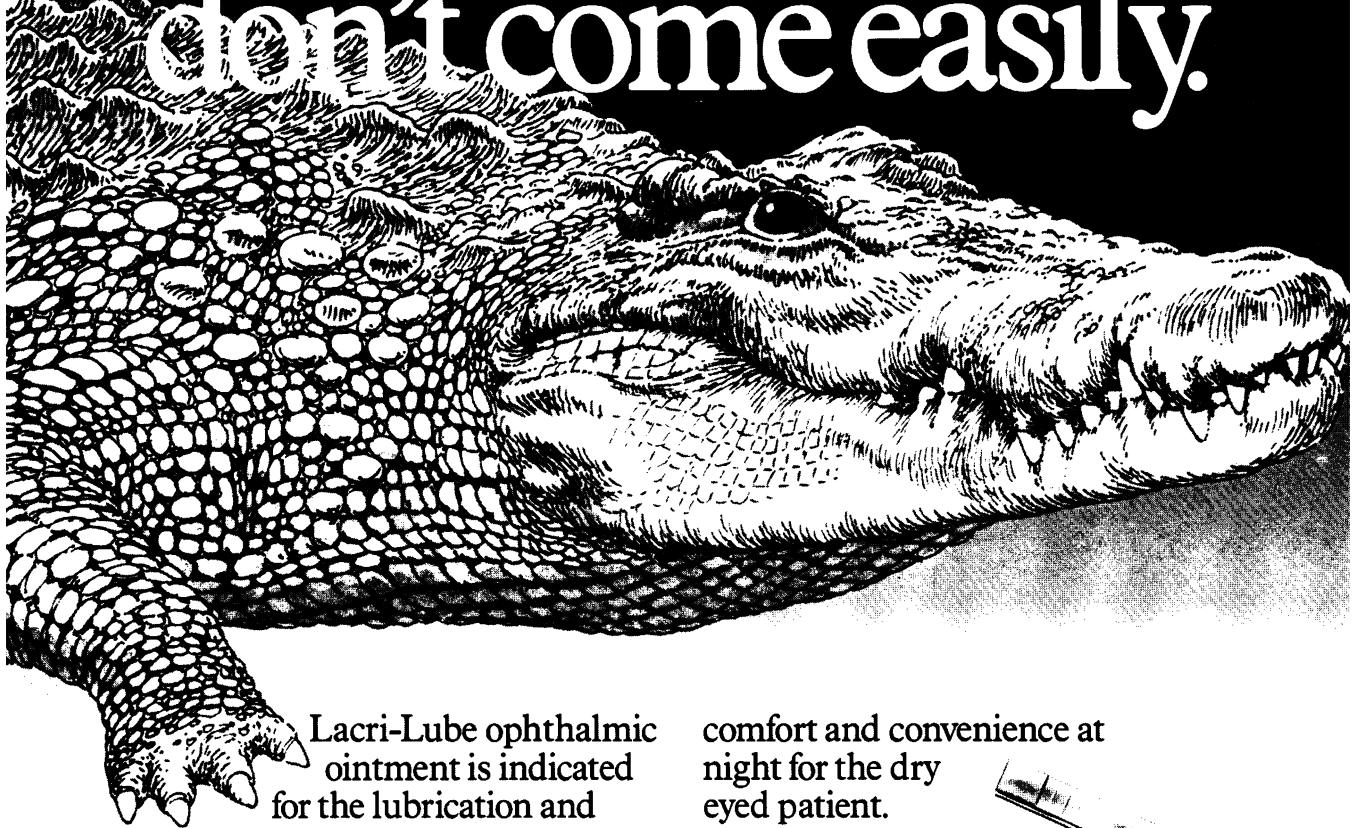 don't come easily.
Lacri-Lube ophthalmic
ointment is indicated
for the lubrication and
comfort and convenience at
night for the dry
eyed patient.